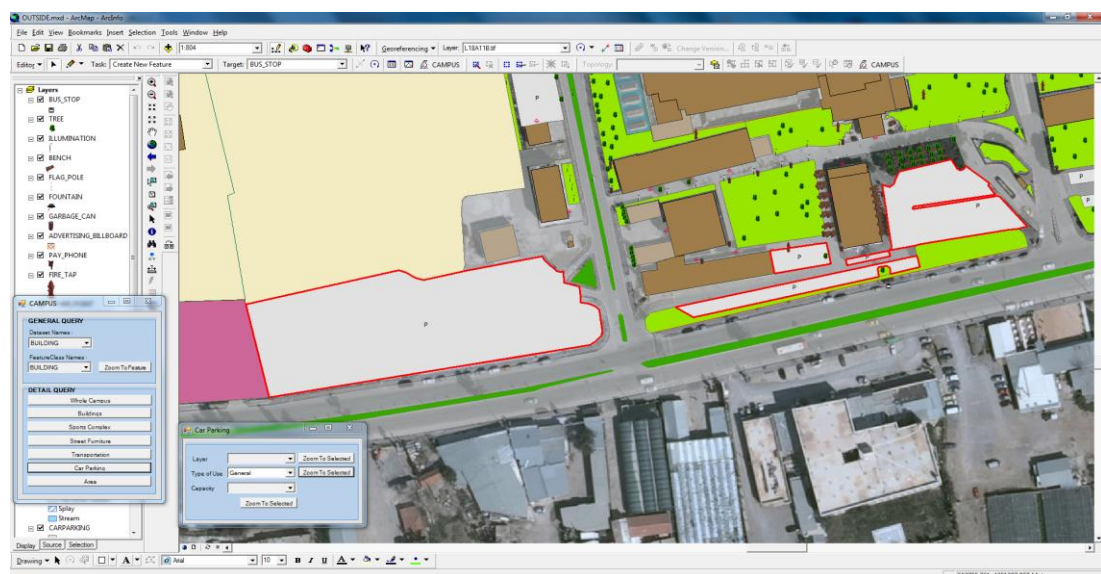 OUTSIDE.mxd - ArcMap - ArcInfo
File Edit View Bookmarks Insert Selection Tools Window Help
1:804 Georeferencing Layer: L18A11B.tif Change Version...
Editor Task: Create New Feature Target: BUS_STOP CAMPUS Topology: CAMPUS
Layers
BUS_STOP
TREE
ILLUMINATION
BENCH
FLAG_POLE
FOUNTAIN
GARBAGE_CAN
ADVERTISING_BILLBOARD
PAY_PHONE
FIRE_TAP
P
P
P
P
CAMPUS
GENERAL QUERY
Dataset Names :
BUILDING
FeatureClass Names :
BUILDING Zoom To Feature
DETAIL QUERY
Whole Campus
Buildings
Sports Complex
Street Furniture
Transportation
Car Parking
Area
Car Parking
Layer Zoom To Selected
Type of Use General Zoom To Selected
Capacity
Zoom To Selected
Splay
Stream
CARPARKING
Display Source Selection
Drawing A Arial 10 B I U A